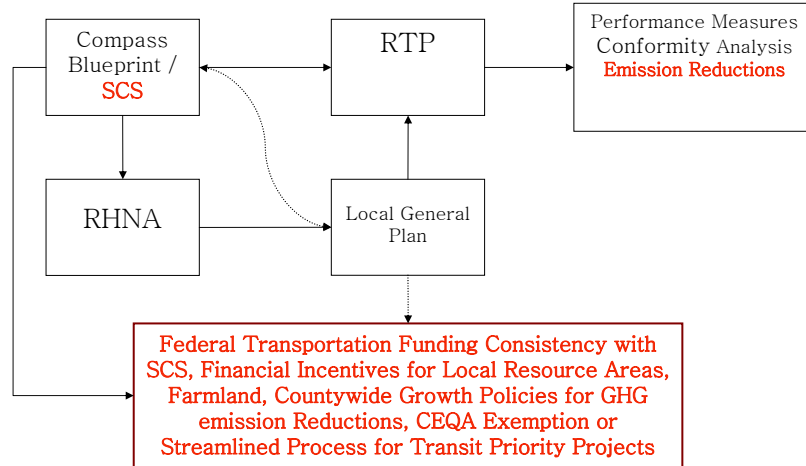 Compass
Blueprint /
SCS
RTP
Performance Measures
Conformity Analysis
Emission Reductions
RHNA
Local General
Plan
Federal Transportation Funding Consistency with
SCS, Financial Incentives for Local Resource Areas,
Farmland, Countywide Growth Policies for GHG
emission Reductions, CEQA Exemption or
Streamlined Process for Transit Priority Projects